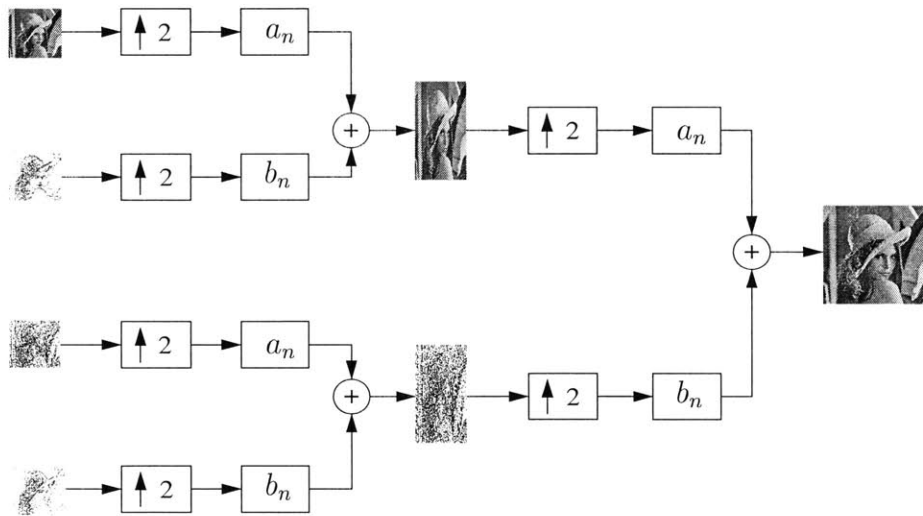 ↑ 2 a_n
+
↑ 2 a_n
↑ 2 b_n
+
↑ 2 a_n
+
↑ 2 b_n
↑ 2 b_n